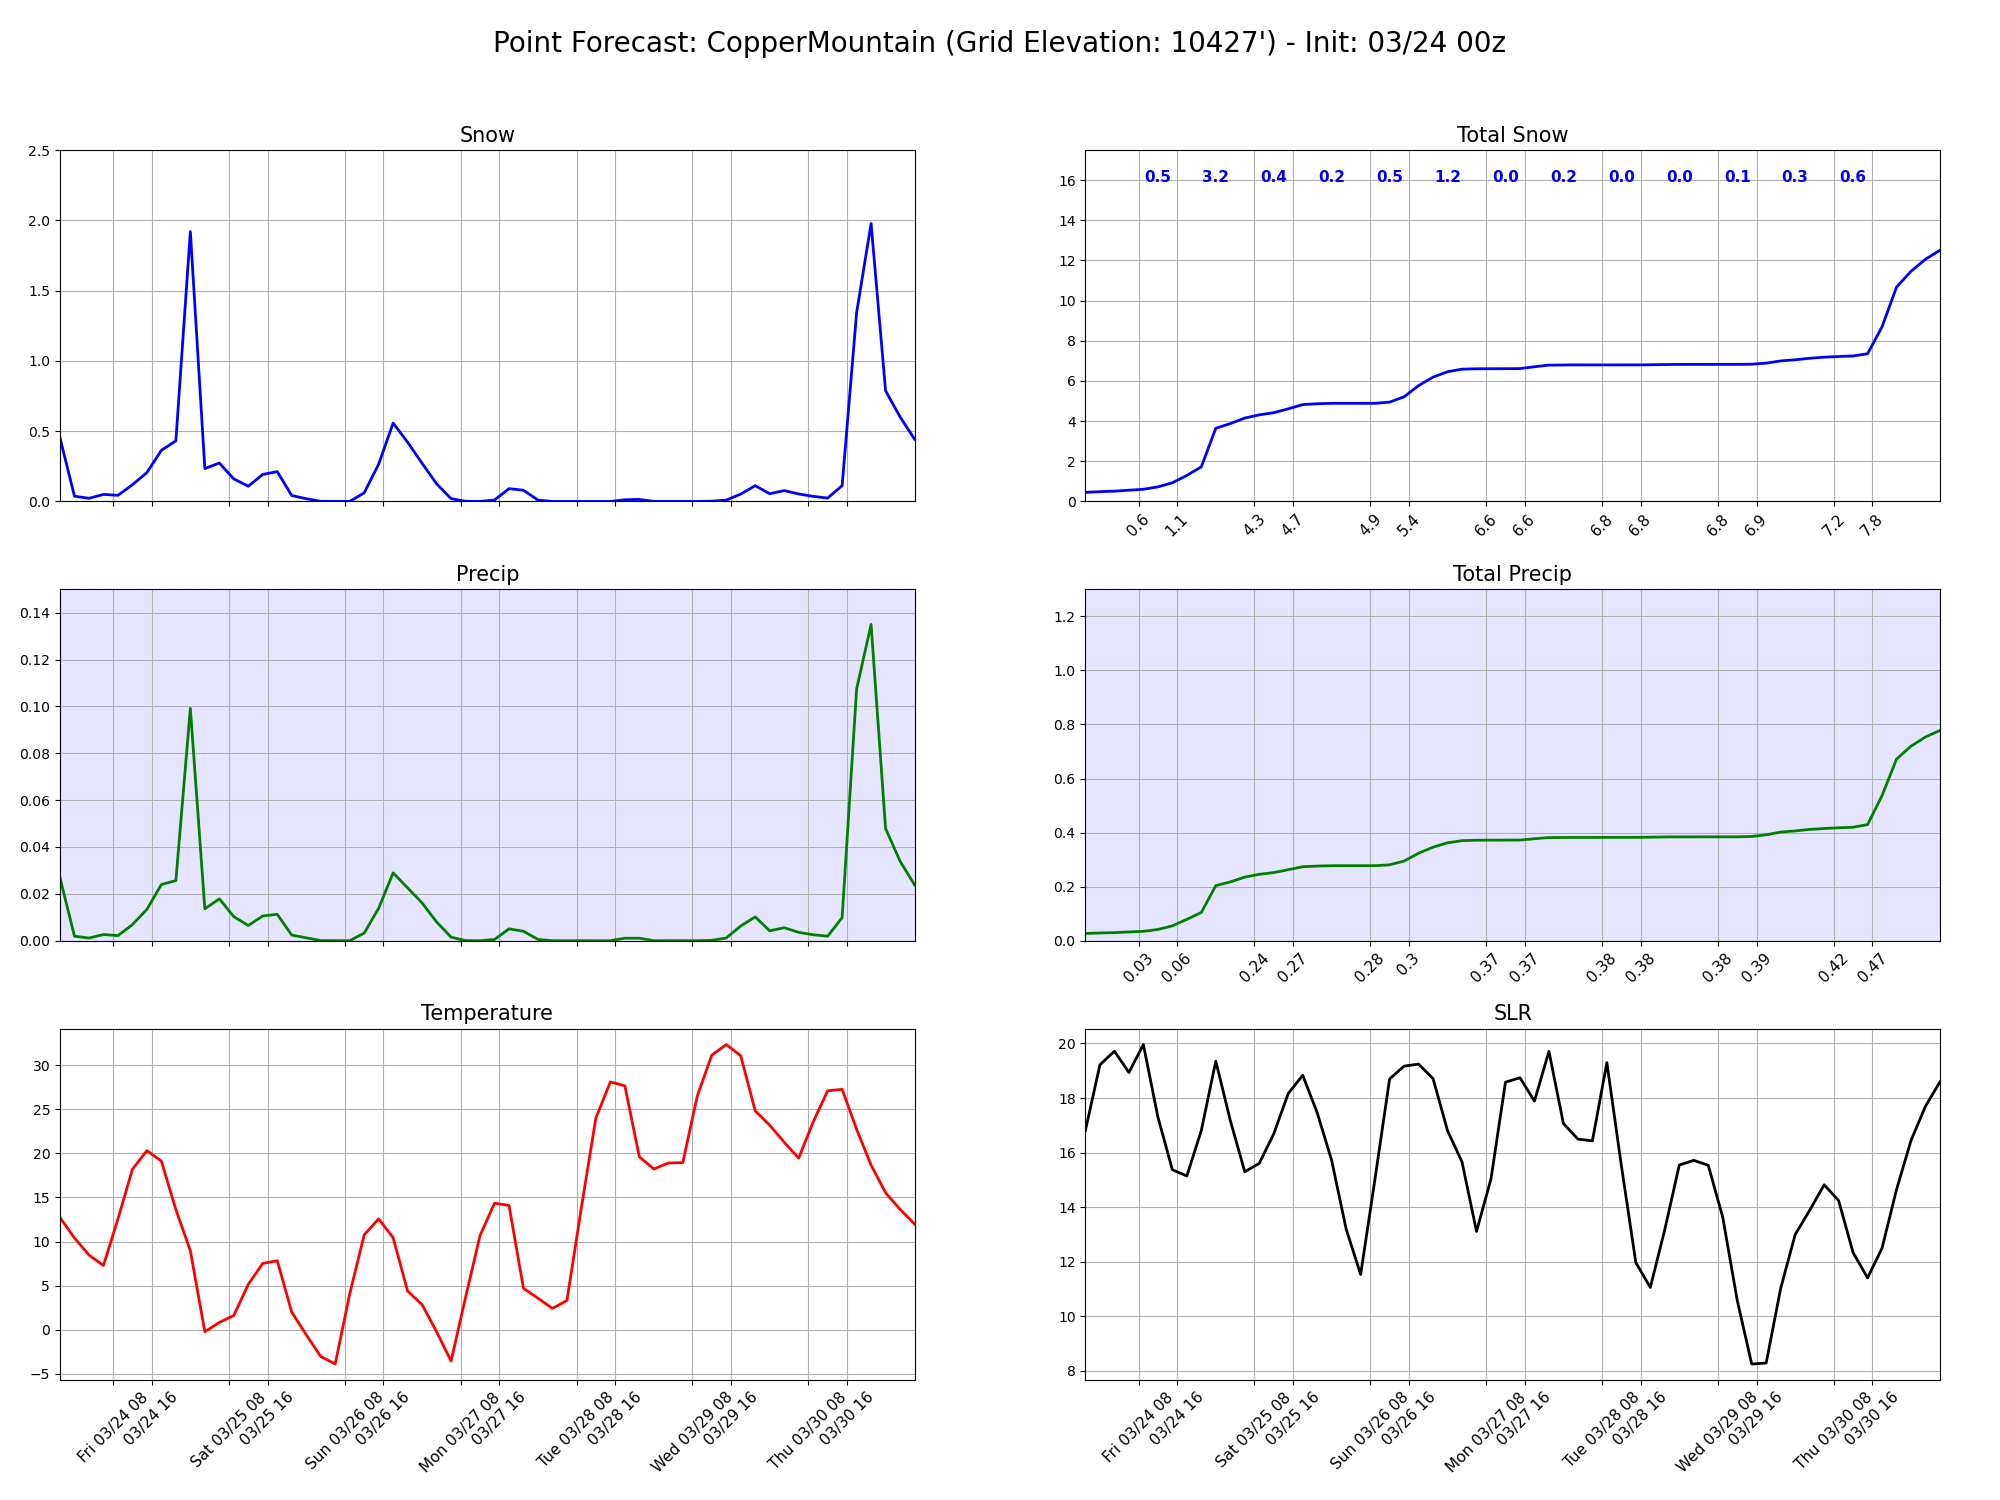 Point Forecast: CopperMountain (Grid Elevation: 10427') - Init: 03/24 00z
Snow
2.5
2.0
1.5
1.0
0.5
0.0
Total Snow
0.5 3.2 0.4 0.2 0.5 1.2 0.0 0.2 0.0 0.0 0.1 0.3 0.6
16
14
12
10
8
6
4
2
0
0.6 1.1 4.3 4.7 4.9 5.4 6.6 6.6 6.8 6.8 6.8 6.9 7.2 7.8
Precip
0.14
0.12
0.10
0.08
0.06
0.04
0.02
0.00
Total Precip
1.2
1.0
0.8
0.6
0.4
0.2
0.0
0.03 0.06 0.24 0.27 0.28 0.3 0.37 0.37 0.38 0.38 0.38 0.39 0.42 0.47
Temperature
30
25
20
15
10
5
0
−5
Fri 03/24 08
03/24 16
Sat 03/25 08
03/25 16
Sun 03/26 08
03/26 16
Mon 03/27 08
03/27 16
Tue 03/28 08
03/28 16
Wed 03/29 08
03/29 16
Thu 03/30 08
03/30 16
SLR
20
18
16
14
12
10
8
Fri 03/24 08
03/24 16
Sat 03/25 08
03/25 16
Sun 03/26 08
03/26 16
Mon 03/27 08
03/27 16
Tue 03/28 08
03/28 16
Wed 03/29 08
03/29 16
Thu 03/30 08
03/30 16